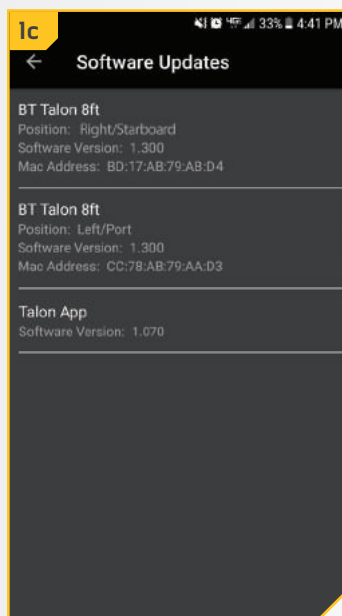 1c
33% 4:41 PM
Software Updates
BT Talon 8ft
Position: Right/Starboard
Software Version: 1.300
Mac Address: BD:17:AB:79:AB:D4
BT Talon 8ft
Position: Left/Port
Software Version: 1.300
Mac Address: CC:78:AB:79:AA:D3
Talon App
Software Version: 1.070